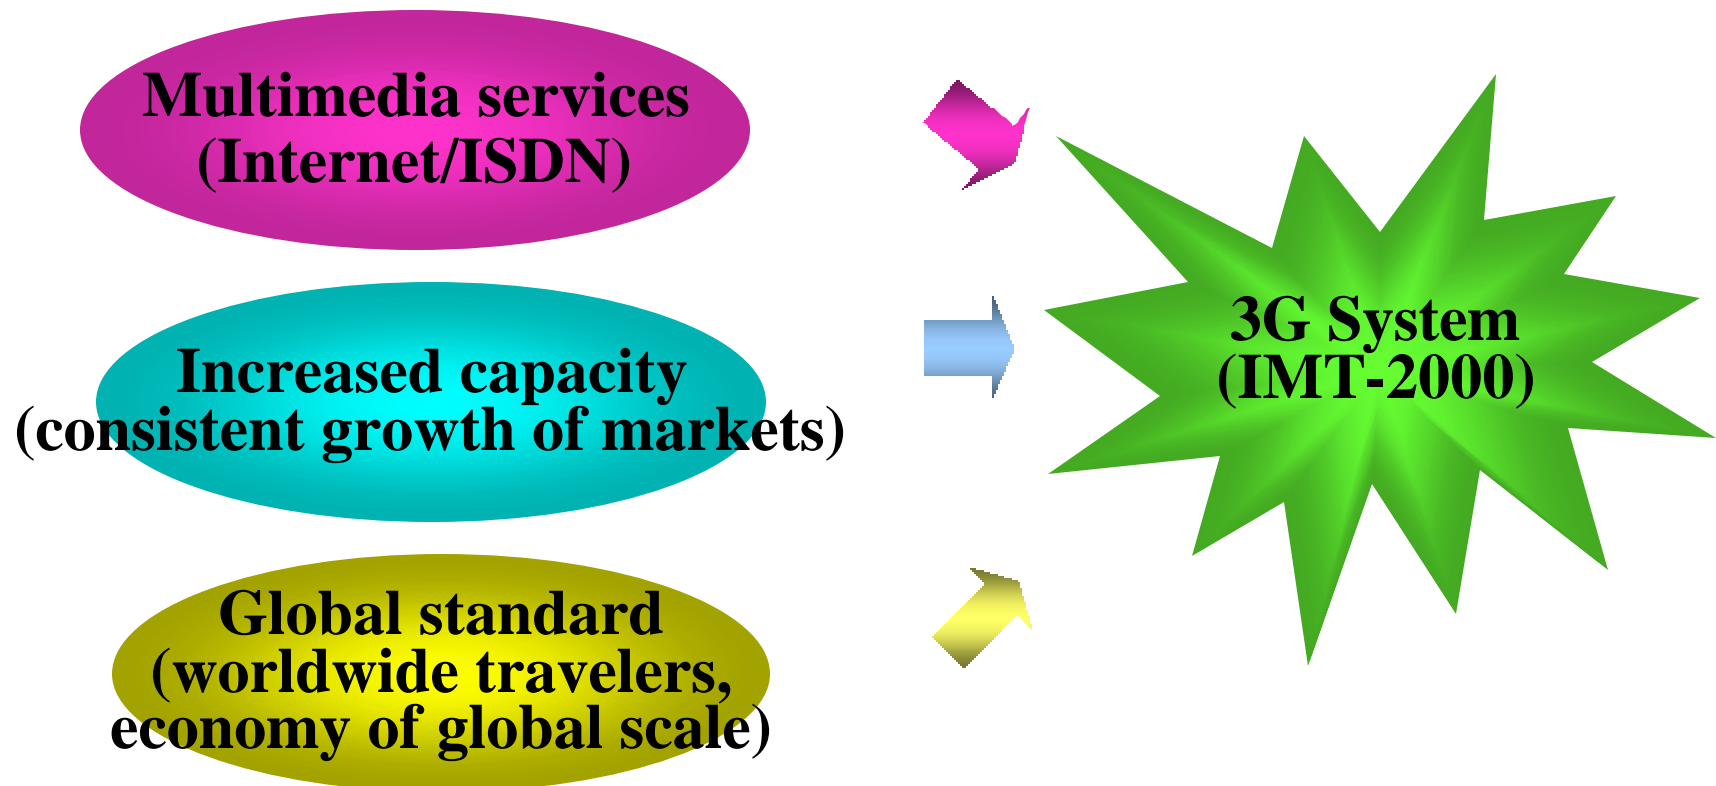 Multimedia services
(Internet/ISDN)
Increased capacity
(consistent growth of markets)
Global standard
(worldwide travelers,
economy of global scale)
3G System
(IMT-2000)